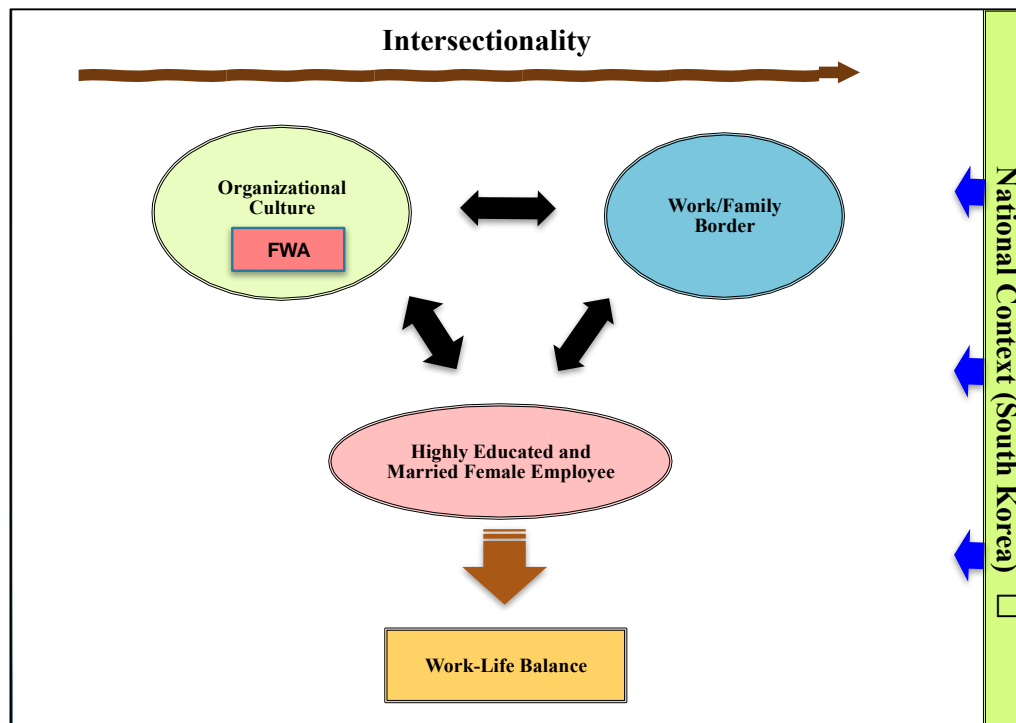 Intersectionality
Organizational
Culture
FWA
Work/Family
Border
Highly Educated and
Married Female Employee
Work-Life Balance
National Context (South Korea)